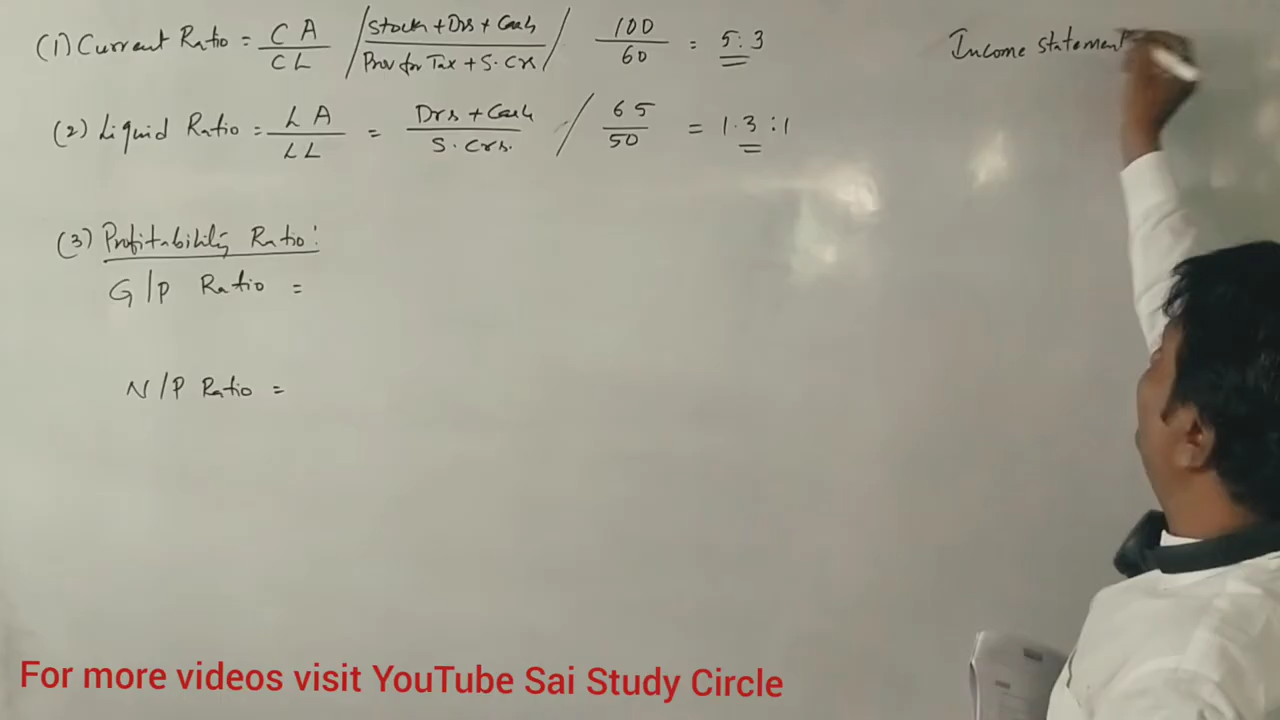 (1) Current Ratio = CA / CL / Stock + Drs + Cash / Prov for Tax + S. Crs / 100 / 60 = 5:3
Income Statement
(2) Liquid Ratio = LA / LL = Drs + Cash / S. Crs. / 65 / 50 = 1.3:1
(3) Profitability Ratio:
G/P Ratio =
N/P Ratio =
For more videos visit YouTube Sai Study Circle